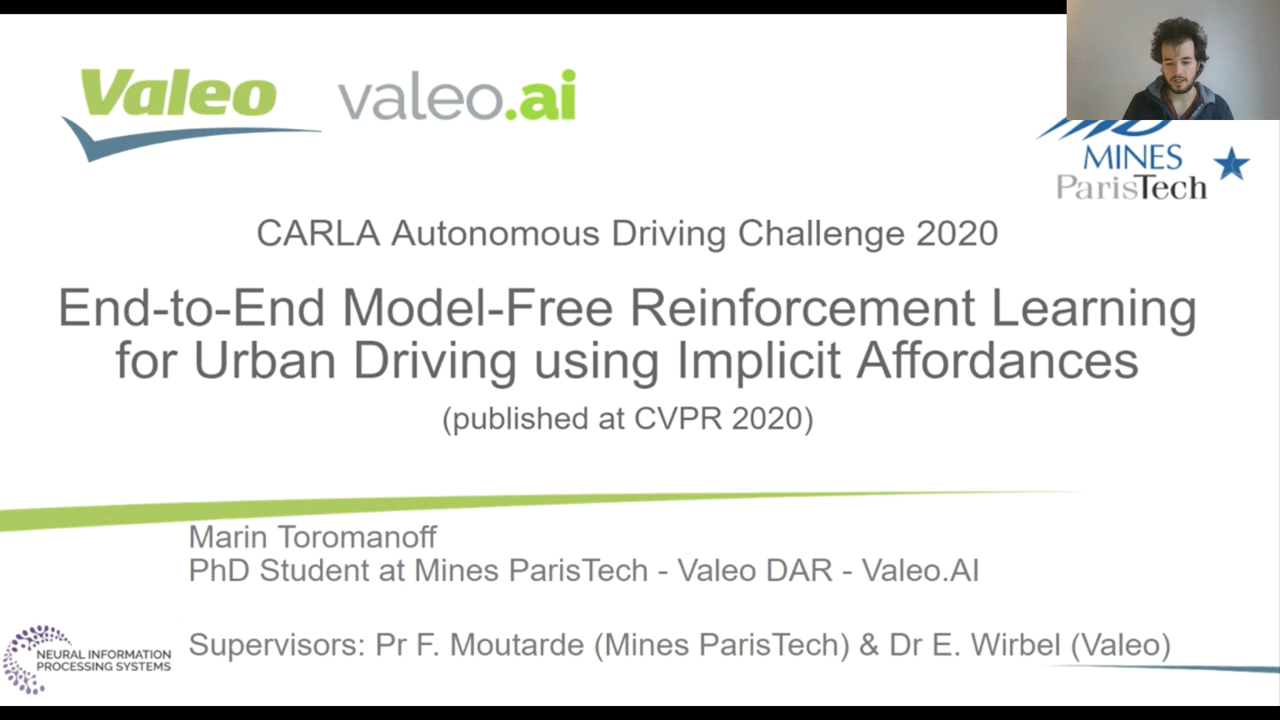 Valeo
valeo.ai
MINES
ParisTech
CARLA Autonomous Driving Challenge 2020
End-to-End Model-Free Reinforcement Learning
for Urban Driving using Implicit Affordances
(published at CVPR 2020)
Marin Toromanoff
PhD Student at Mines ParisTech - Valeo DAR - Valeo.AI
NEURAL INFORMATION
PROCESSING SYSTEMS
Supervisors: Pr F. Moutarde (Mines ParisTech) & Dr E. Wirbel (Valeo)